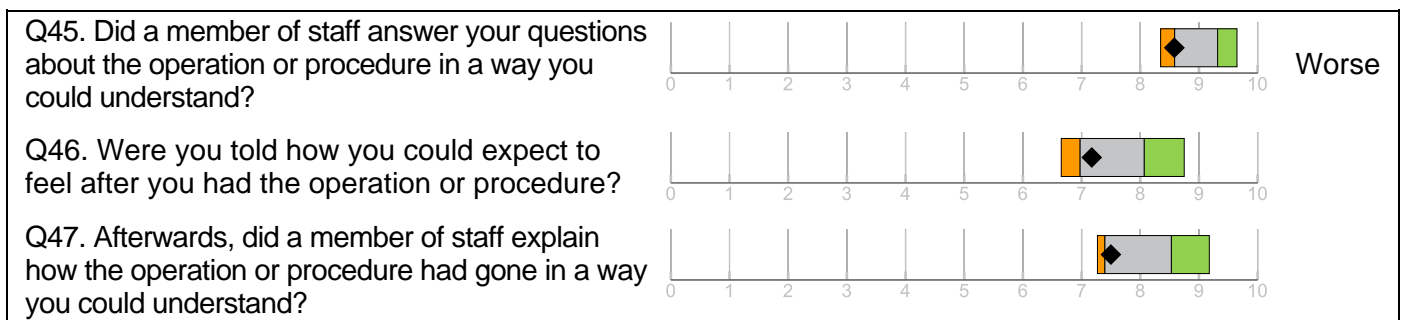 Q45. Did a member of staff answer your questions
about the operation or procedure in a way you
could understand?
0 1 2 3 4 5 6 7 8 9 10
Worse
Q46. Were you told how you could expect to
feel after you had the operation or procedure?
0 1 2 3 4 5 6 7 8 9 10
Q47. Afterwards, did a member of staff explain
how the operation or procedure had gone in a way
you could understand?
0 1 2 3 4 5 6 7 8 9 10